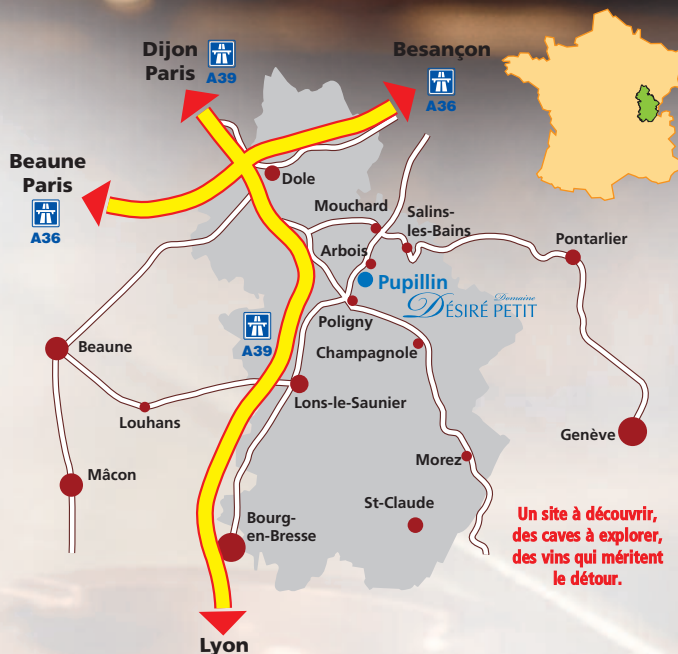 Dijon
Paris
A39
Besançon
A36
Beaune
Paris
A36
Dole
Mouchard
Salins-
les-Bains
Pontarlier
Arbois
Pupillin
Domaine
DÉSIRÉ PETIT
Poligny
A39
Champagnole
Beaune
Lons-le-Saunier
Louhans
Genève
Morez
Mâcon
St-Claude
Bourg-
en-Bresse
Un site à découvrir,
des caves à explorer,
des vins qui méritent
le détour.
Lyon